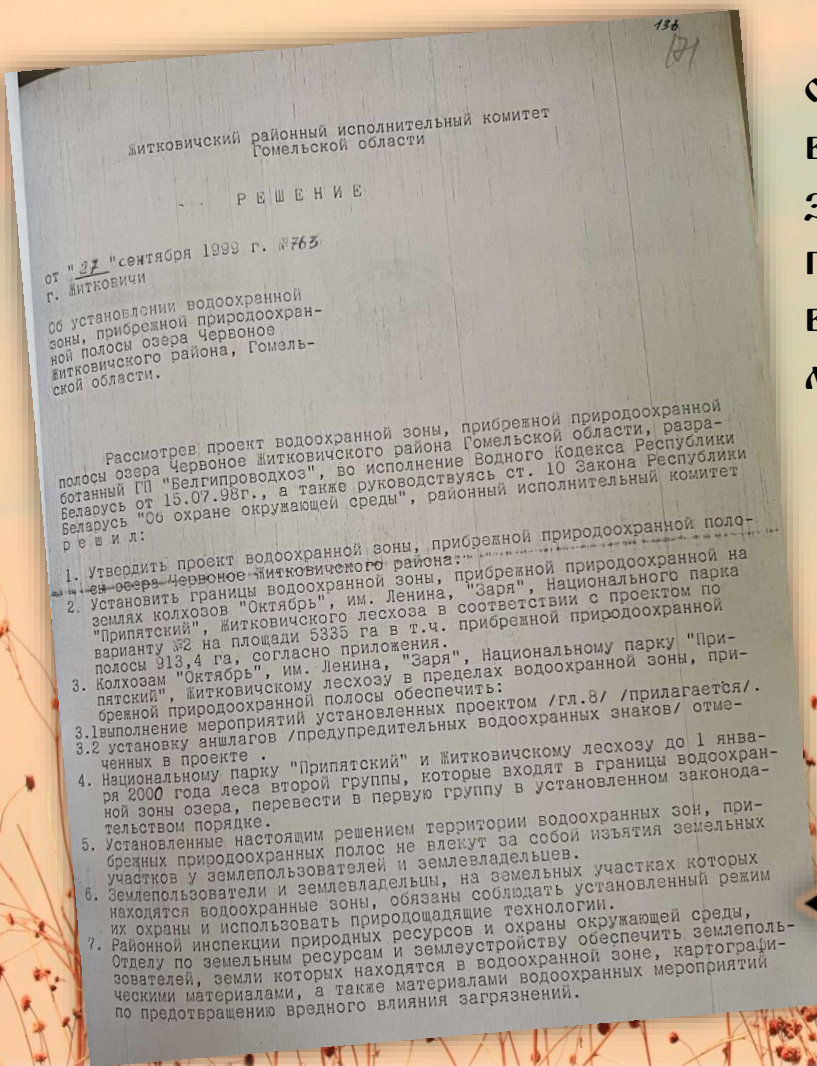 136
171
Житковичский районный исполнительный комитет
Гомельской области
Р Е Ш Е Н И Е
от "27"сентября 1999 г. №763
г. Житковичи
Об установлении водоохранной
зоны, прибрежной природоохран-
ной полосы озера Червоное
Житковичского района, Гомель-
ской области.
Рассмотрев проект водоохранной зоны, прибрежной природоохранной
полосы озера Червоное Житковичского района Гомельской области, разра-
ботанный ГП "Белгипроводхоз", во исполнение Водного Кодекса Республики
Беларусь от 15.07.98г., а также руководствуясь ст. 10 Закона Республики
Беларусь "Об охране окружающей среды", районный исполнительный комитет
р е ш и л:
1. Утвердить проект водоохранной зоны, прибрежной природоохранной поло-
сы озера Червоное Житковичского района:
2. Установить границы водоохранной зоны, прибрежной природоохранной на
землях колхозов "Октябрь", им. Ленина, "Заря", Национального парка
"Припятский", Житковичского лесхоза в соответствии с проектом по
варианту №2 на площади 5335 га в т.ч. прибрежной природоохранной
полосы 913,4 га, согласно приложения.
3. Колхозам "Октябрь", им. Ленина, "Заря", Национальному парку "При-
пятский", Житковичскому лесхозу в пределах водоохранной зоны, при-
брежной природоохранной полосы обеспечить:
3.1выполнение мероприятий установленных проектом /гл.8/ /прилагается/.
3.2 установку аншлагов /предупредительных водоохранных знаков/ отме-
ченных в проекте .
4. Национальному парку "Припятский" и Житковичскому лесхозу до 1 янва-
ря 2000 года леса второй группы, которые входят в границы водоохран-
ной зоны озера, перевести в первую группу в установленном законода-
тельством порядке.
5. Установленные настоящим решением территории водоохранных зон, при-
брежных природоохранных полос не влекут за собой изъятия земельных
участков у землепользователей и землевладельцев.
6. Землепользователи и землевладельцы, на земельных участках которых
находятся водоохранные зоны, обязаны соблюдать установленный режим
их охраны и использовать природощадящие технологии.
7. Районной инспекции природных ресурсов и охраны окружающей среды,
Отделу по земельным ресурсам и землеустройству обеспечить землеполь-
зователей, земли которых находятся в водоохранной зоне, картографи-
ческими материалами, а также материалами водоохранных мероприятий
по предотвращению вредного влияния загрязнений.